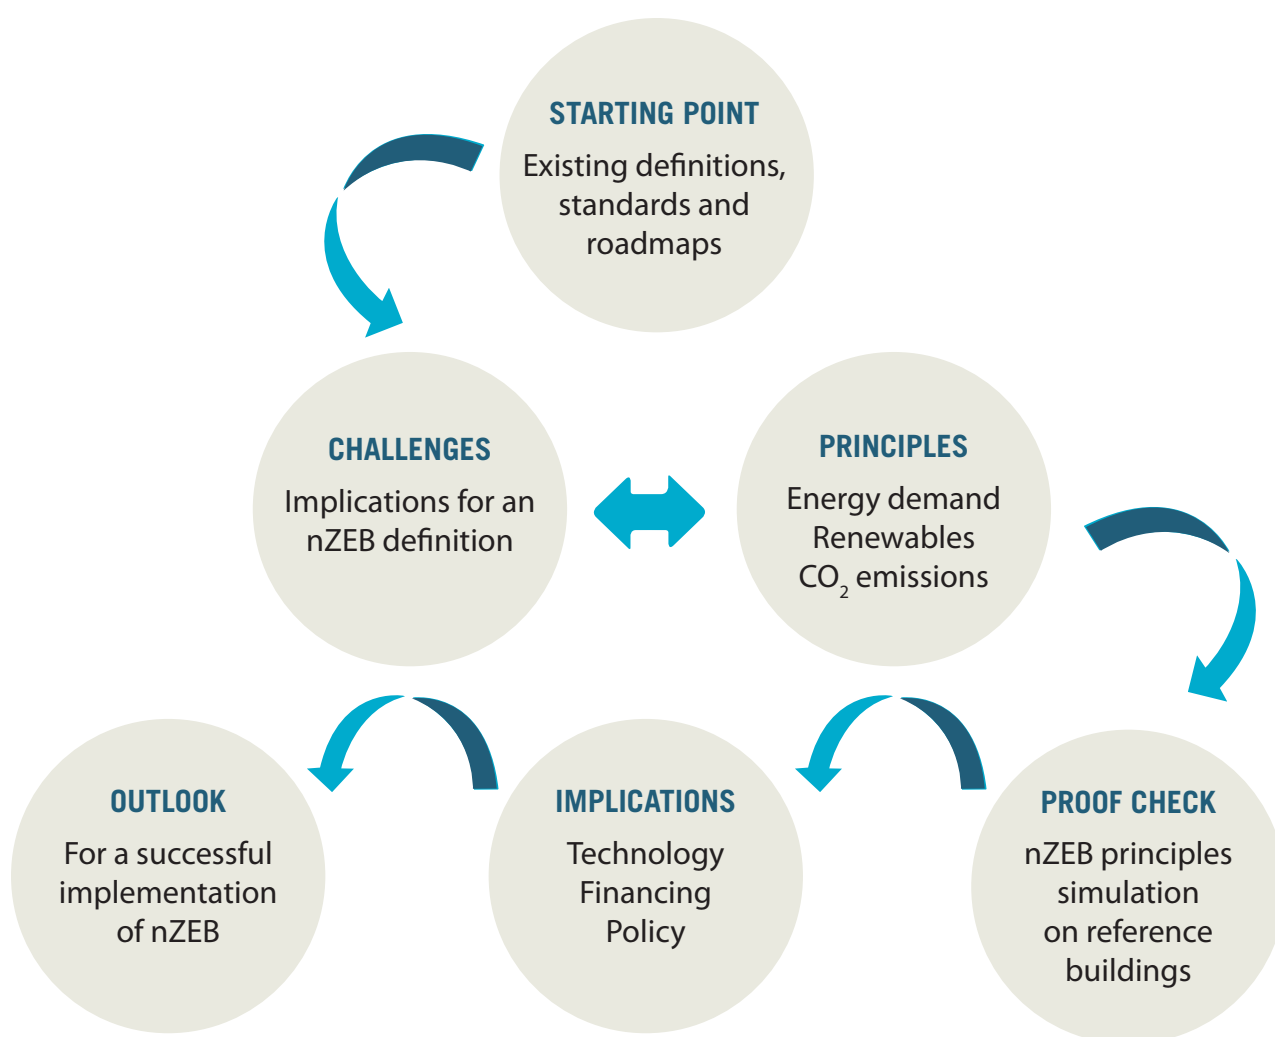 STARTING POINT
Existing definitions,
standards and
roadmaps
CHALLENGES
Implications for an
nZEB definition
PRINCIPLES
Energy demand
Renewables
CO₂ emissions
OUTLOOK
For a successful
implementation
of nZEB
IMPLICATIONS
Technology
Financing
Policy
PROOF CHECK
nZEB principles
simulation
on reference
buildings